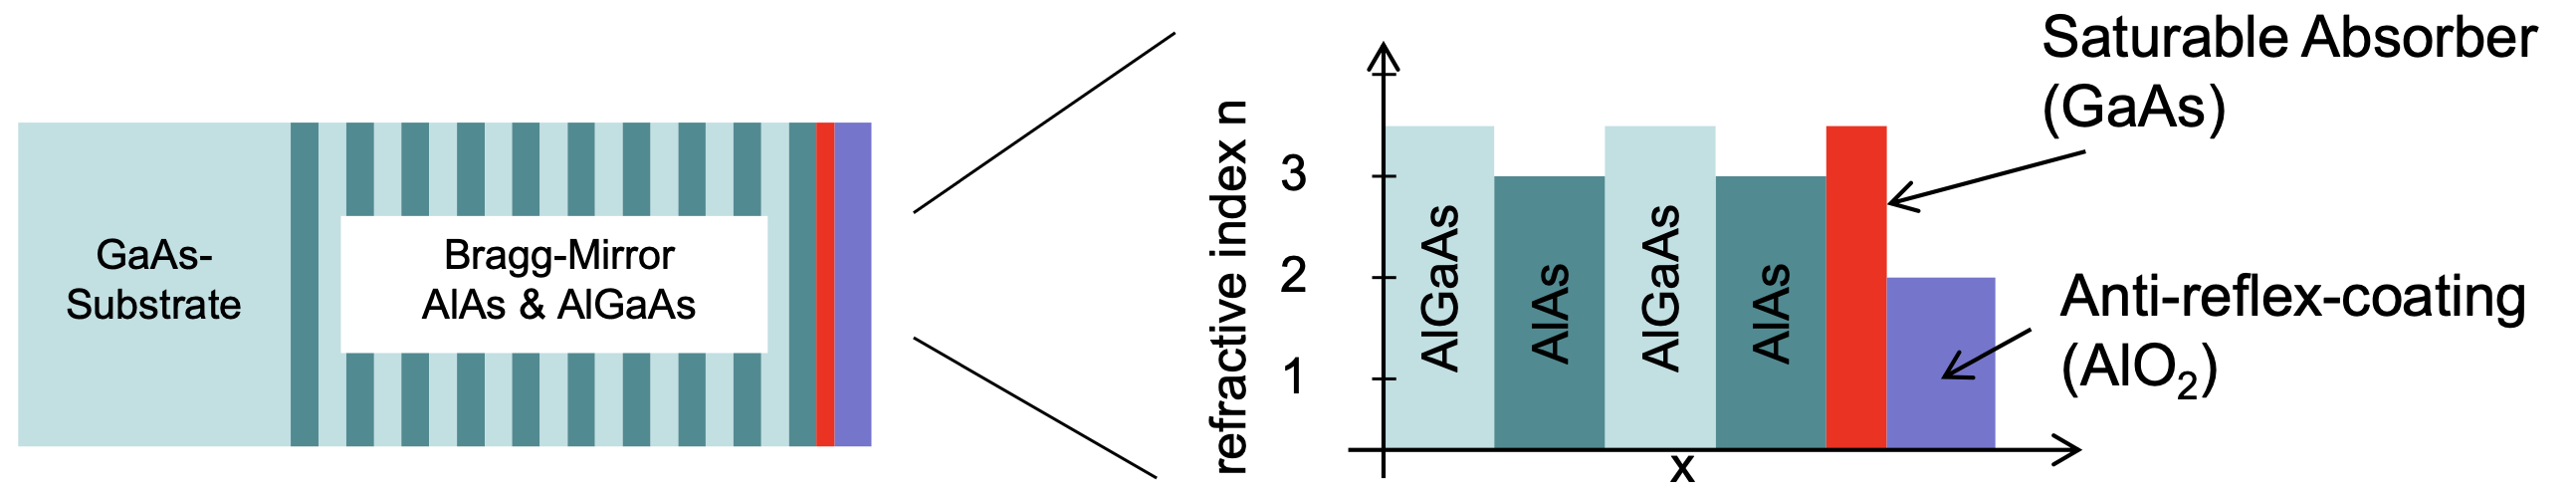 GaAs-
Substrate
Bragg-Mirror
AlAs & AlGaAs
refractive index n
3
2
1
AlGaAs
AlAs
AlGaAs
AlAs
x
Saturable Absorber
(GaAs)
Anti-reflex-coating
(AlO₂)